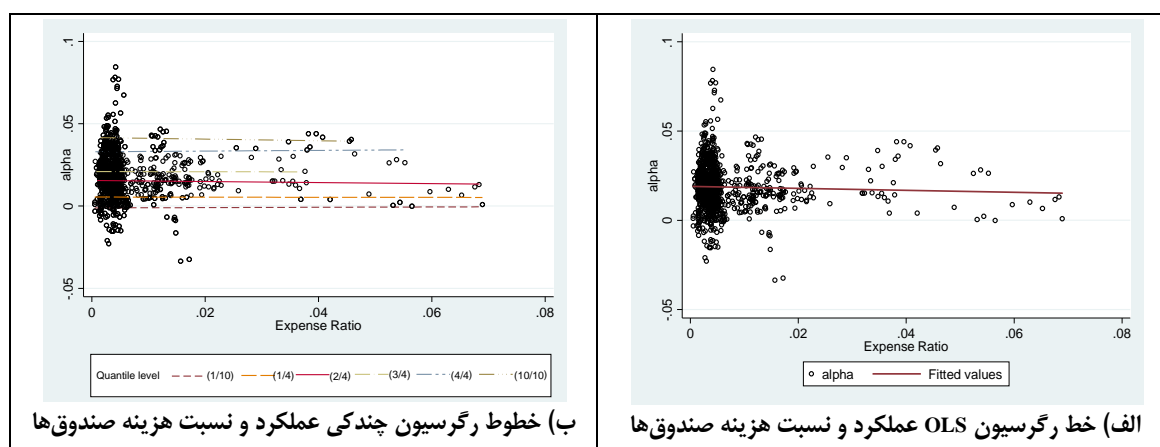 .1
.05
0
-.05
alpha
0 .02 .04 .06 .08
Expense Ratio
alpha Fitted values
الف) خط رگرسیون OLS عملکرد و نسبت هزینه صندوق‌ها
.1
.05
0
-.05
alpha
0 .02 .04 .06 .08
Expense Ratio
Quantile level (1/10) (1/4) (2/4) (3/4) (4/4) (10/10)
ب) خطوط رگرسیون چندکی عملکرد و نسبت هزینه صندوق‌ها